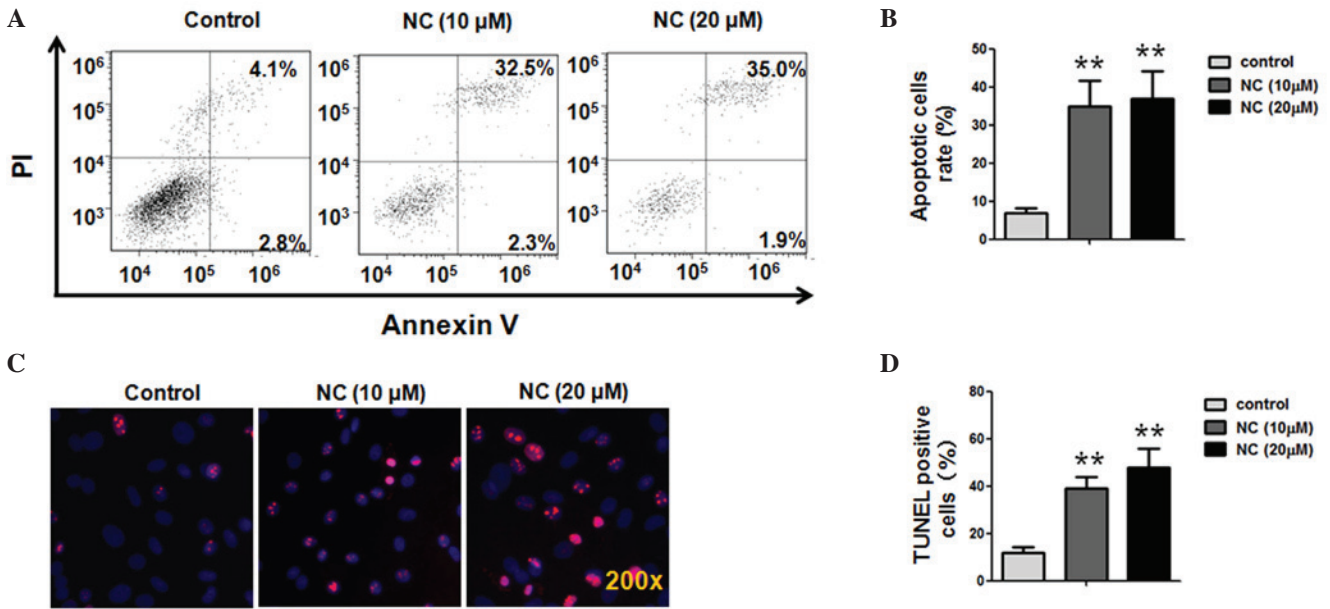 A
Control
NC (10 µM)
NC (20 µM)
PI
10⁶
10⁵
10⁴
10³
4.1%
2.8%
10⁴ 10⁵ 10⁶
10⁶
10⁵
10⁴
10³
32.5%
2.3%
10⁴ 10⁵ 10⁶
10⁶
10⁵
10⁴
10³
35.0%
1.9%
10⁴ 10⁵ 10⁶
Annexin V
B
Apoptotic cells
rate (%)
50
40
30
20
10
0
**
**
control
NC (10µM)
NC (20µM)
C
Control
NC (10 µM)
NC (20 µM)
200x
D
TUNEL positive
cells (%)
80
60
40
20
0
**
**
control
NC (10µM)
NC (20µM)